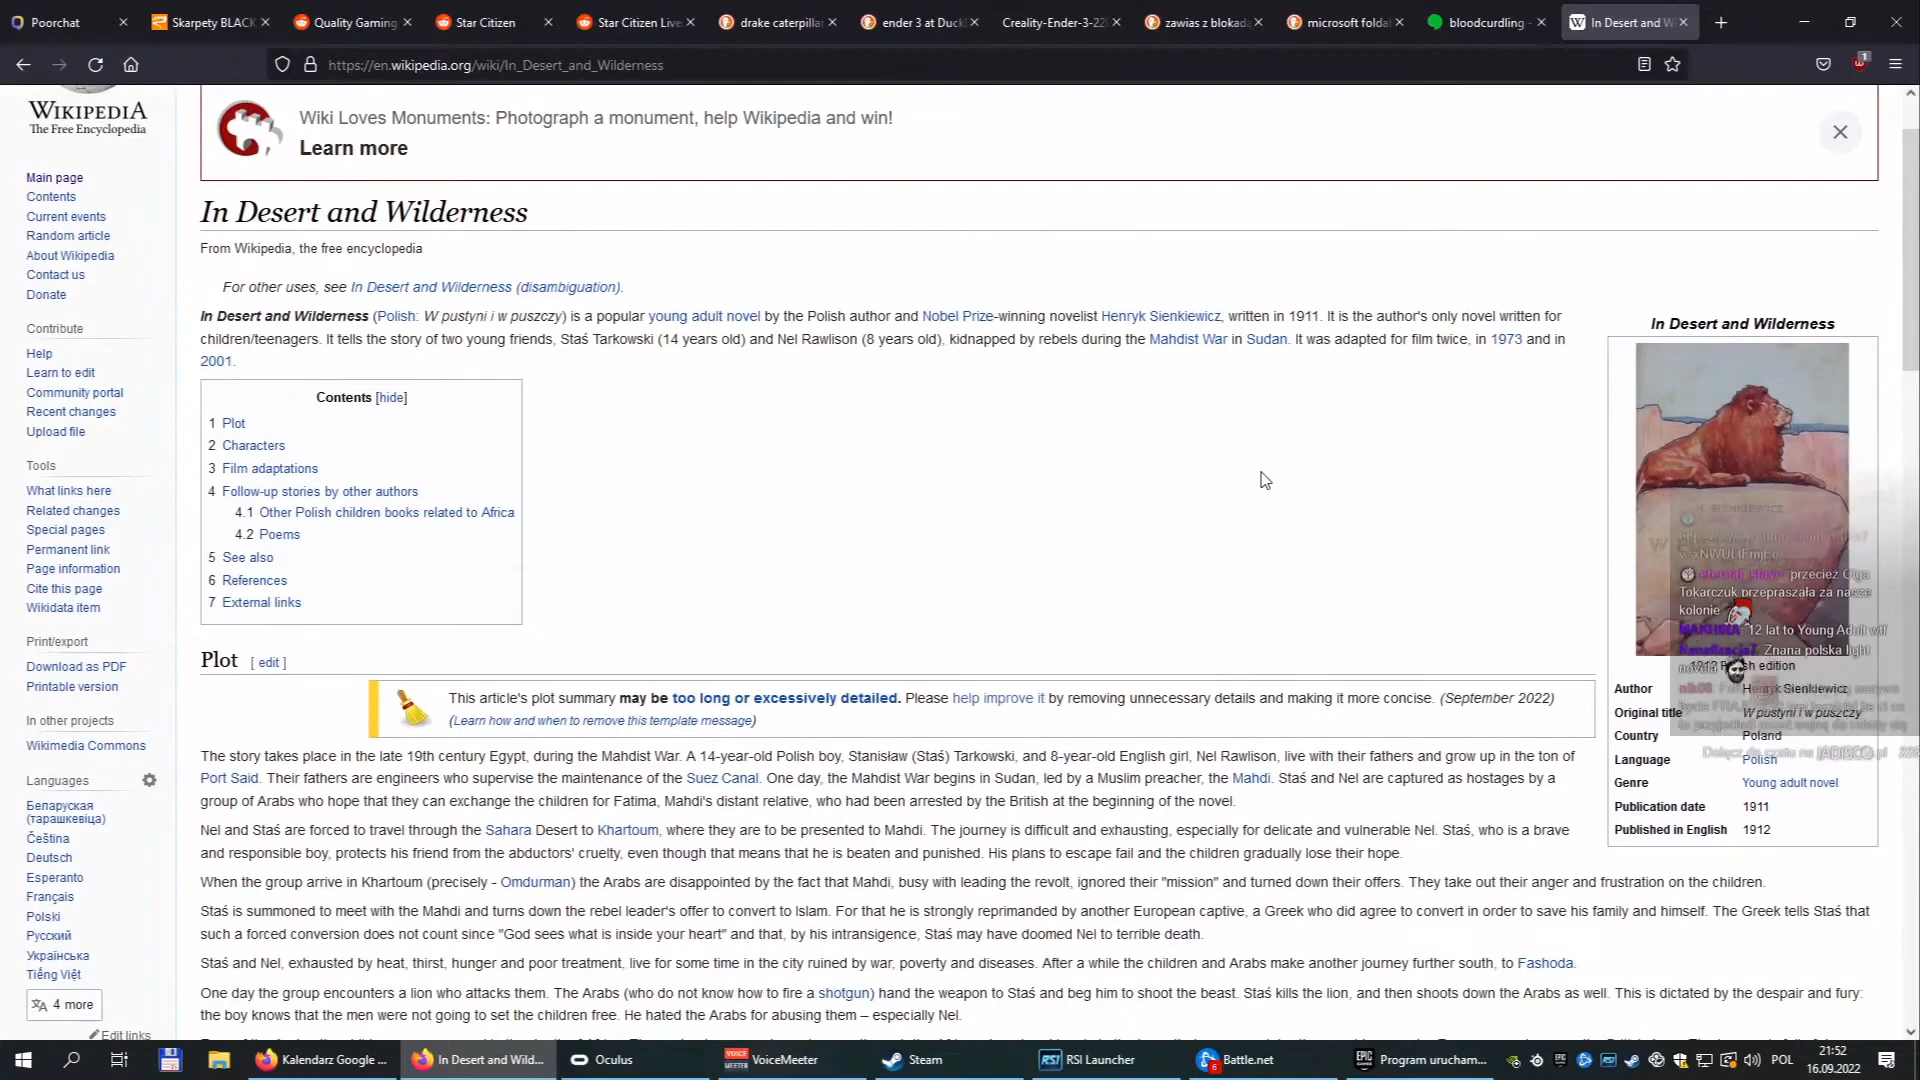 Poorchat
Skarpety BLACK
Quality Gaming
Star Citizen
Star Citizen Live
drake caterpilla
ender 3 at Duck
Creality-Ender-3-22
zawias z blokad
microsoft folda
bloodcurdling -
In Desert and W
https://en.wikipedia.org/wiki/In_Desert_and_Wilderness
1
WIKIPEDIA
The Free Encyclopedia
Main page
Contents
Current events
Random article
About Wikipedia
Contact us
Donate
Contribute
Help
Learn to edit
Community portal
Recent changes
Upload file
Tools
What links here
Related changes
Special pages
Permanent link
Page information
Cite this page
Wikidata item
Print/export
Download as PDF
Printable version
In other projects
Wikimedia Commons
Languages
Беларуская
(тарашкевіца)
Čeština
Deutsch
Esperanto
Français
Polski
Русский
Українська
Tiếng Việt
4 more
Edit links
Wiki Loves Monuments: Photograph a monument, help Wikipedia and win!
Learn more
In Desert and Wilderness
From Wikipedia, the free encyclopedia
For other uses, see In Desert and Wilderness (disambiguation).
In Desert and Wilderness (Polish: W pustyni i w puszczy) is a popular young adult novel by the Polish author and Nobel Prize-winning novelist Henryk Sienkiewicz, written in 1911. It is the author's only novel written for
children/teenagers. It tells the story of two young friends, Staś Tarkowski (14 years old) and Nel Rawlison (8 years old), kidnapped by rebels during the Mahdist War in Sudan. It was adapted for film twice, in 1973 and in
2001.
Contents [hide]
1 Plot
2 Characters
3 Film adaptations
4 Follow-up stories by other authors
4.1 Other Polish children books related to Africa
4.2 Poems
5 See also
6 References
7 External links
Plot [ edit ]
This article's plot summary may be too long or excessively detailed. Please help improve it by removing unnecessary details and making it more concise. (September 2022)
(Learn how and when to remove this template message)
The story takes place in the late 19th century Egypt, during the Mahdist War. A 14-year-old Polish boy, Stanisław (Staś) Tarkowski, and 8-year-old English girl, Nel Rawlison, live with their fathers and grow up in the ton of
Port Said. Their fathers are engineers who supervise the maintenance of the Suez Canal. One day, the Mahdist War begins in Sudan, led by a Muslim preacher, the Mahdi. Staś and Nel are captured as hostages by a
group of Arabs who hope that they can exchange the children for Fatima, Mahdi's distant relative, who had been arrested by the British at the beginning of the novel.
Nel and Staś are forced to travel through the Sahara Desert to Khartoum, where they are to be presented to Mahdi. The journey is difficult and exhausting, especially for delicate and vulnerable Nel. Staś, who is a brave
and responsible boy, protects his friend from the abductors' cruelty, even though that means that he is beaten and punished. His plans to escape fail and the children gradually lose their hope.
When the group arrive in Khartoum (precisely - Omdurman) the Arabs are disappointed by the fact that Mahdi, busy with leading the revolt, ignored their "mission" and turned down their offers. They take out their anger and frustration on the children.
Staś is summoned to meet with the Mahdi and turns down the rebel leader's offer to convert to Islam. For that he is strongly reprimanded by another European captive, a Greek who did agree to convert in order to save his family and himself. The Greek tells Staś that
such a forced conversion does not count since "God sees what is inside your heart" and that, by his intransigence, Staś may have doomed Nel to terrible death.
Staś and Nel, exhausted by heat, thirst, hunger and poor treatment, live for some time in the city ruined by war, poverty and diseases. After a while the children and Arabs make another journey further south, to Fashoda.
One day the group encounters a lion who attacks them. The Arabs (who do not know how to fire a shotgun) hand the weapon to Staś and beg him to shoot the beast. Staś kills the lion, and then shoots down the Arabs as well. This is dictated by the despair and fury:
the boy knows that the men were not going to set the children free. He hated the Arabs for abusing them – especially Nel.
In Desert and Wilderness
H. SIENKIEWICZ
eternal_slave przeciez Olga
Tokarczuk przepraszała za nasze
kolonie
MAKHINA 12 lat to Young Adult wtf
Znana polska light
novela
edition
Author Henryk Sienkiewicz
Original title W pustyni i w puszczy
Country Poland
Dołącz do czatu na JADISCO.pl
Language Polish
Genre Young adult novel
Publication date 1911
Published in English 1912
Kalendarz Google ...
In Desert and Wild...
Oculus
VoiceMeeter
Steam
RSI Launcher
Battle.net
Program urucham...
POL
21:52
16.09.2022